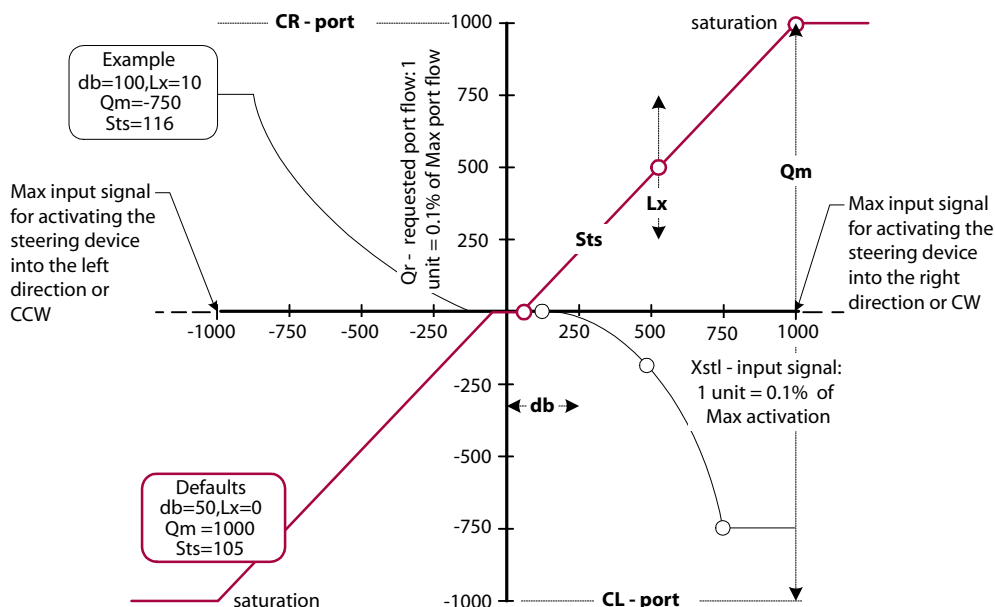 CR - port
1000
saturation
Example
db=100,Lx=10
Qm=-750
Sts=116
Qr - requested port flow: 1
unit = 0.1% of Max port flow
750
500
250
Qm
Lx
Sts
Max input signal
for activating the
steering device
into the left
direction or
CCW
Max input signal
for activating the
steering device
into the right
direction or CW
-1000
-750
-500
-250
250
500
750
1000
Xstl - input signal:
1 unit = 0.1% of
Max activation
-250
db
-500
Defaults
db=50,Lx=0
Qm =1000
Sts=105
-750
saturation
-1000
CL - port